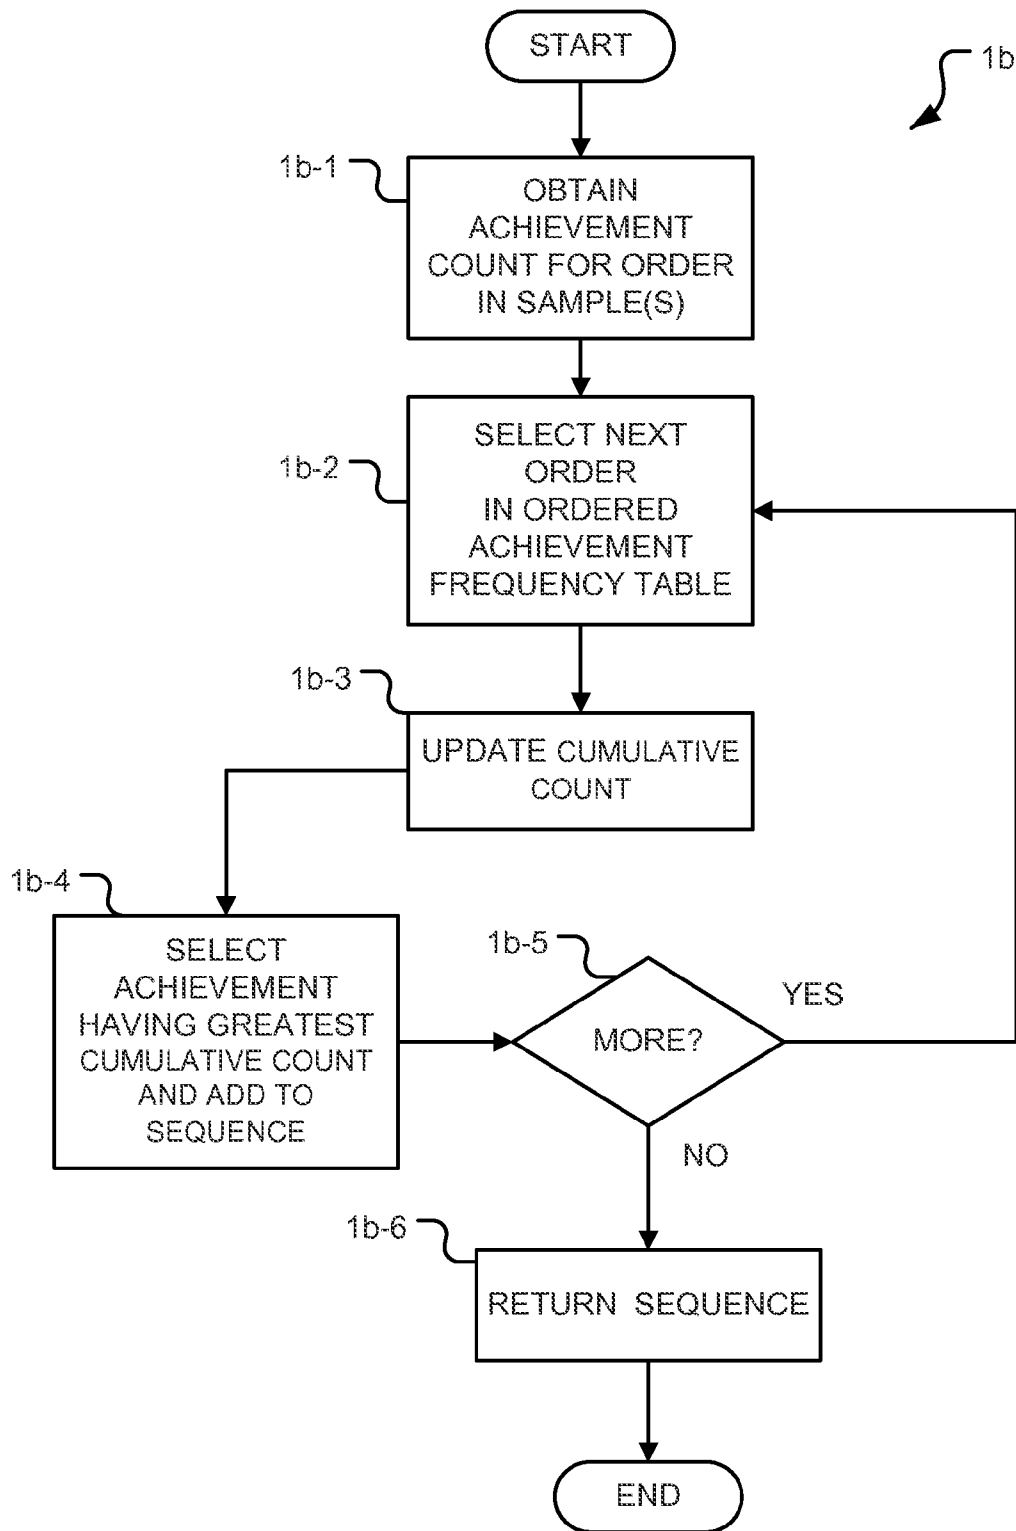 START
1b
1b-1
OBTAIN
ACHIEVEMENT
COUNT FOR ORDER
IN SAMPLE(S)
1b-2
SELECT NEXT
ORDER
IN ORDERED
ACHIEVEMENT
FREQUENCY TABLE
1b-3
UPDATE CUMULATIVE
COUNT
1b-4
SELECT
ACHIEVEMENT
HAVING GREATEST
CUMULATIVE COUNT
AND ADD TO
SEQUENCE
1b-5
MORE?
YES
NO
1b-6
RETURN SEQUENCE
END